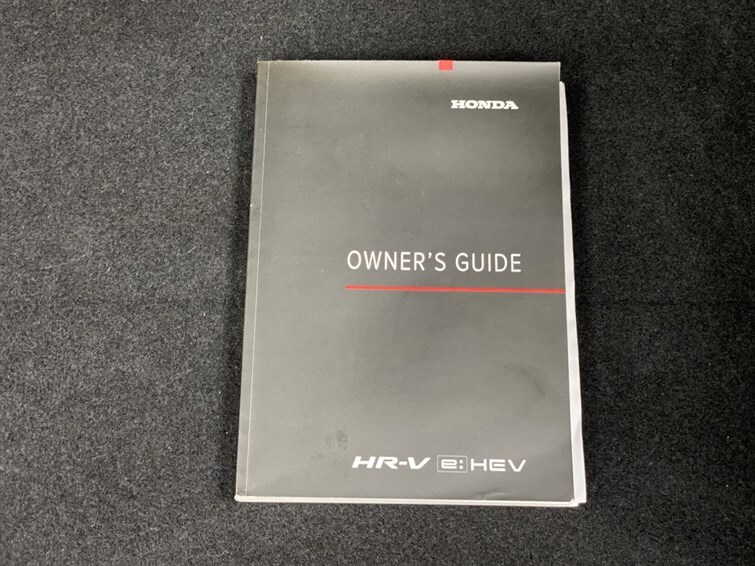 HONDA
OWNER'S GUIDE
HR-V e:HEV